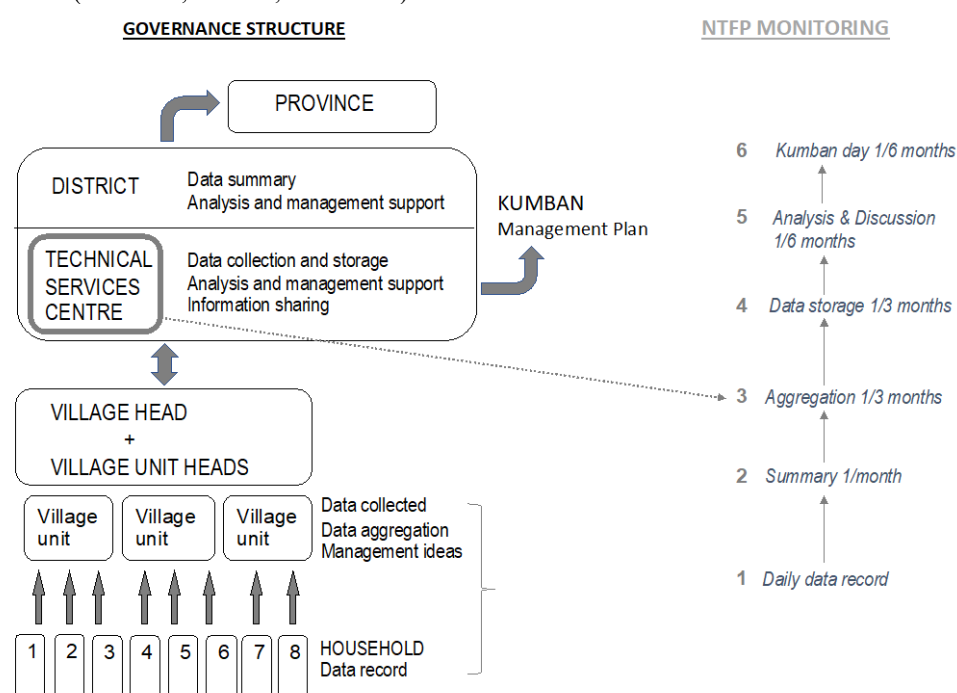 GOVERNANCE STRUCTURE
NTFP MONITORING
PROVINCE
DISTRICT
Data summary
Analysis and management support
KUMBAN
Management Plan
TECHNICAL
SERVICES
CENTRE
Data collection and storage
Analysis and management support
Information sharing
VILLAGE HEAD
+
VILLAGE UNIT HEADS
Village
unit
Village
unit
Village
unit
Data collected
Data aggregation
Management ideas
1 2 3 4 5 6 7 8
HOUSEHOLD
Data record
6 Kumban day 1/6 months
5 Analysis & Discussion
1/6 months
4 Data storage 1/3 months
3 Aggregation 1/3 months
2 Summary 1/month
1 Daily data record